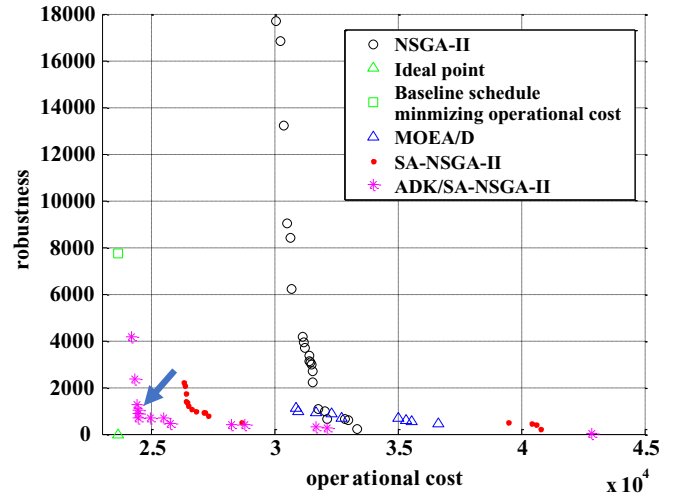 18000
16000
14000
12000
10000
8000
6000
4000
2000
0
robustness
NSGA-II
Ideal point
Baseline schedule
minmizing operational cost
MOEA/D
SA-NSGA-II
ADK/SA-NSGA-II
2.5 3 3.5 4 4.5
operational cost
x 10^4